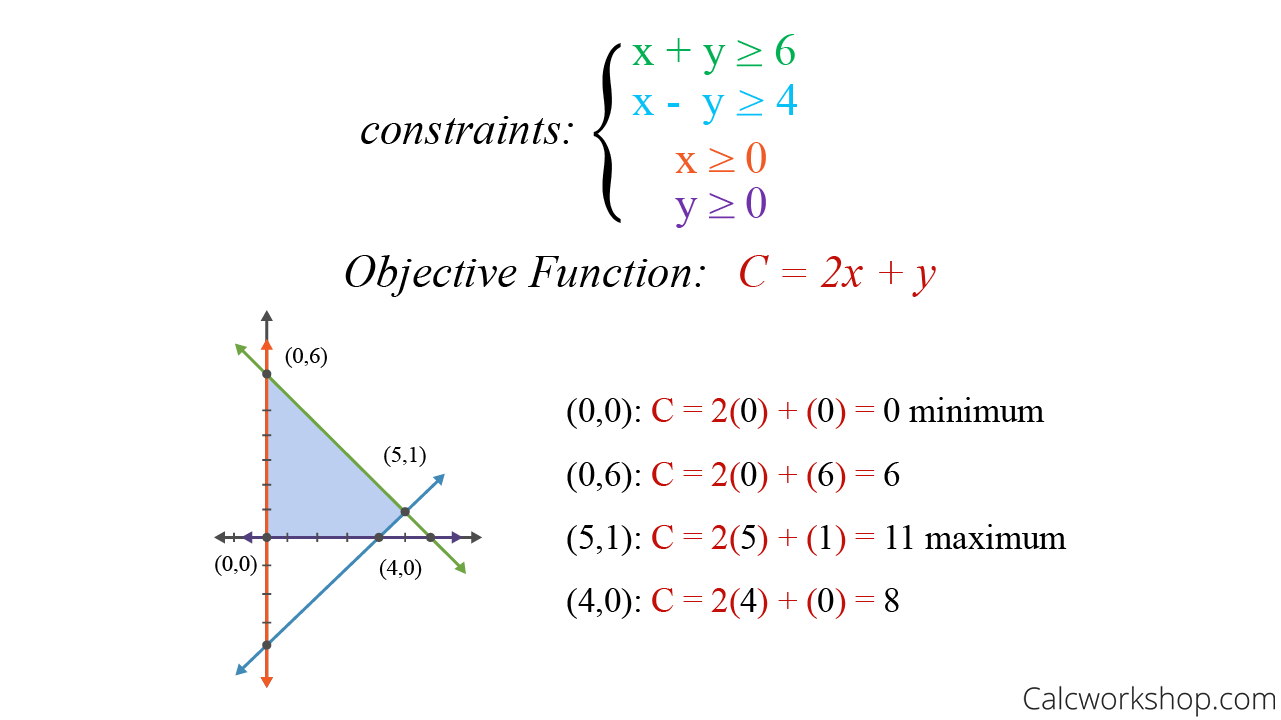 constraints:
x + y ≥ 6
x - y ≥ 4
x ≥ 0
y ≥ 0
Objective Function: C = 2x + y
(0,6)
(5,1)
(0,0)
(4,0)
(0,0): C = 2(0) + (0) = 0 minimum
(0,6): C = 2(0) + (6) = 6
(5,1): C = 2(5) + (1) = 11 maximum
(4,0): C = 2(4) + (0) = 8
Calcworkshop.com